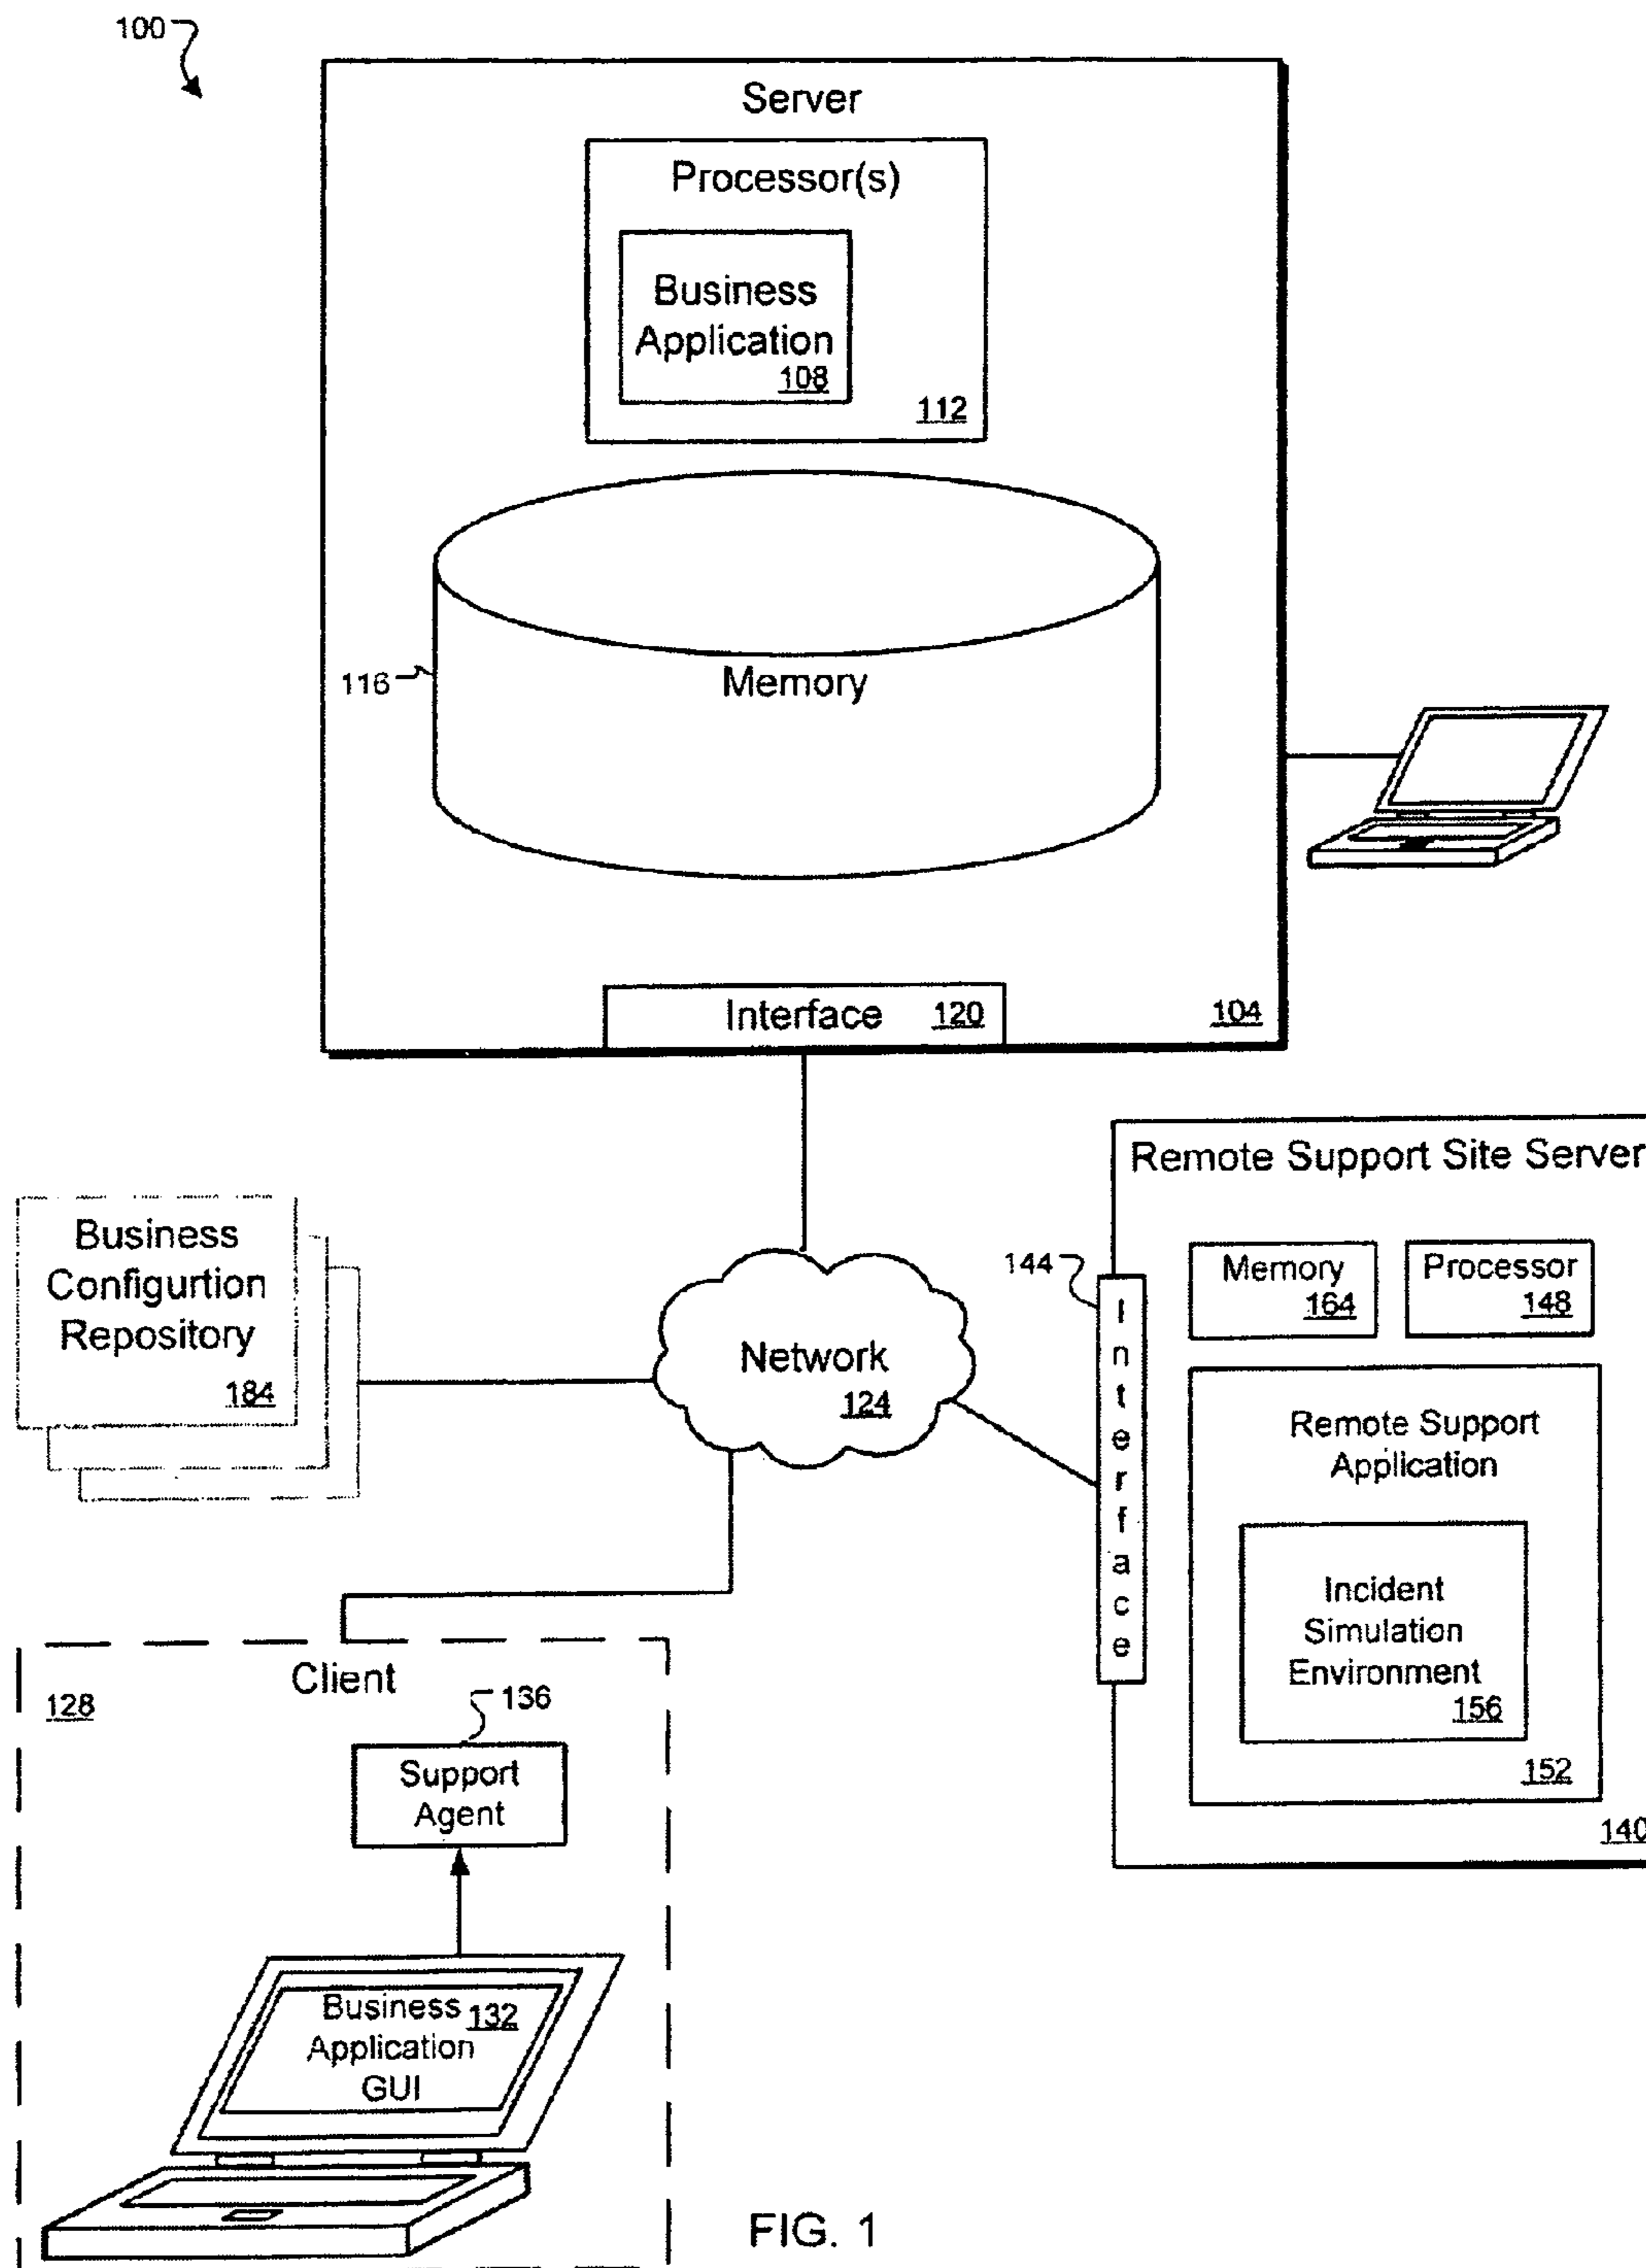 100
Server
Processor(s)
Business
Application
108
112
116
Memory
Interface 120
104
Remote Support Site Server
Memory
164
Processor
148
144
Interface
Remote Support
Application
Incident
Simulation
Environment
156
152
140
Business
Configurtion
Repository
184
Network
124
Client
128
136
Support
Agent
Business 132
Application
GUI
FIG. 1